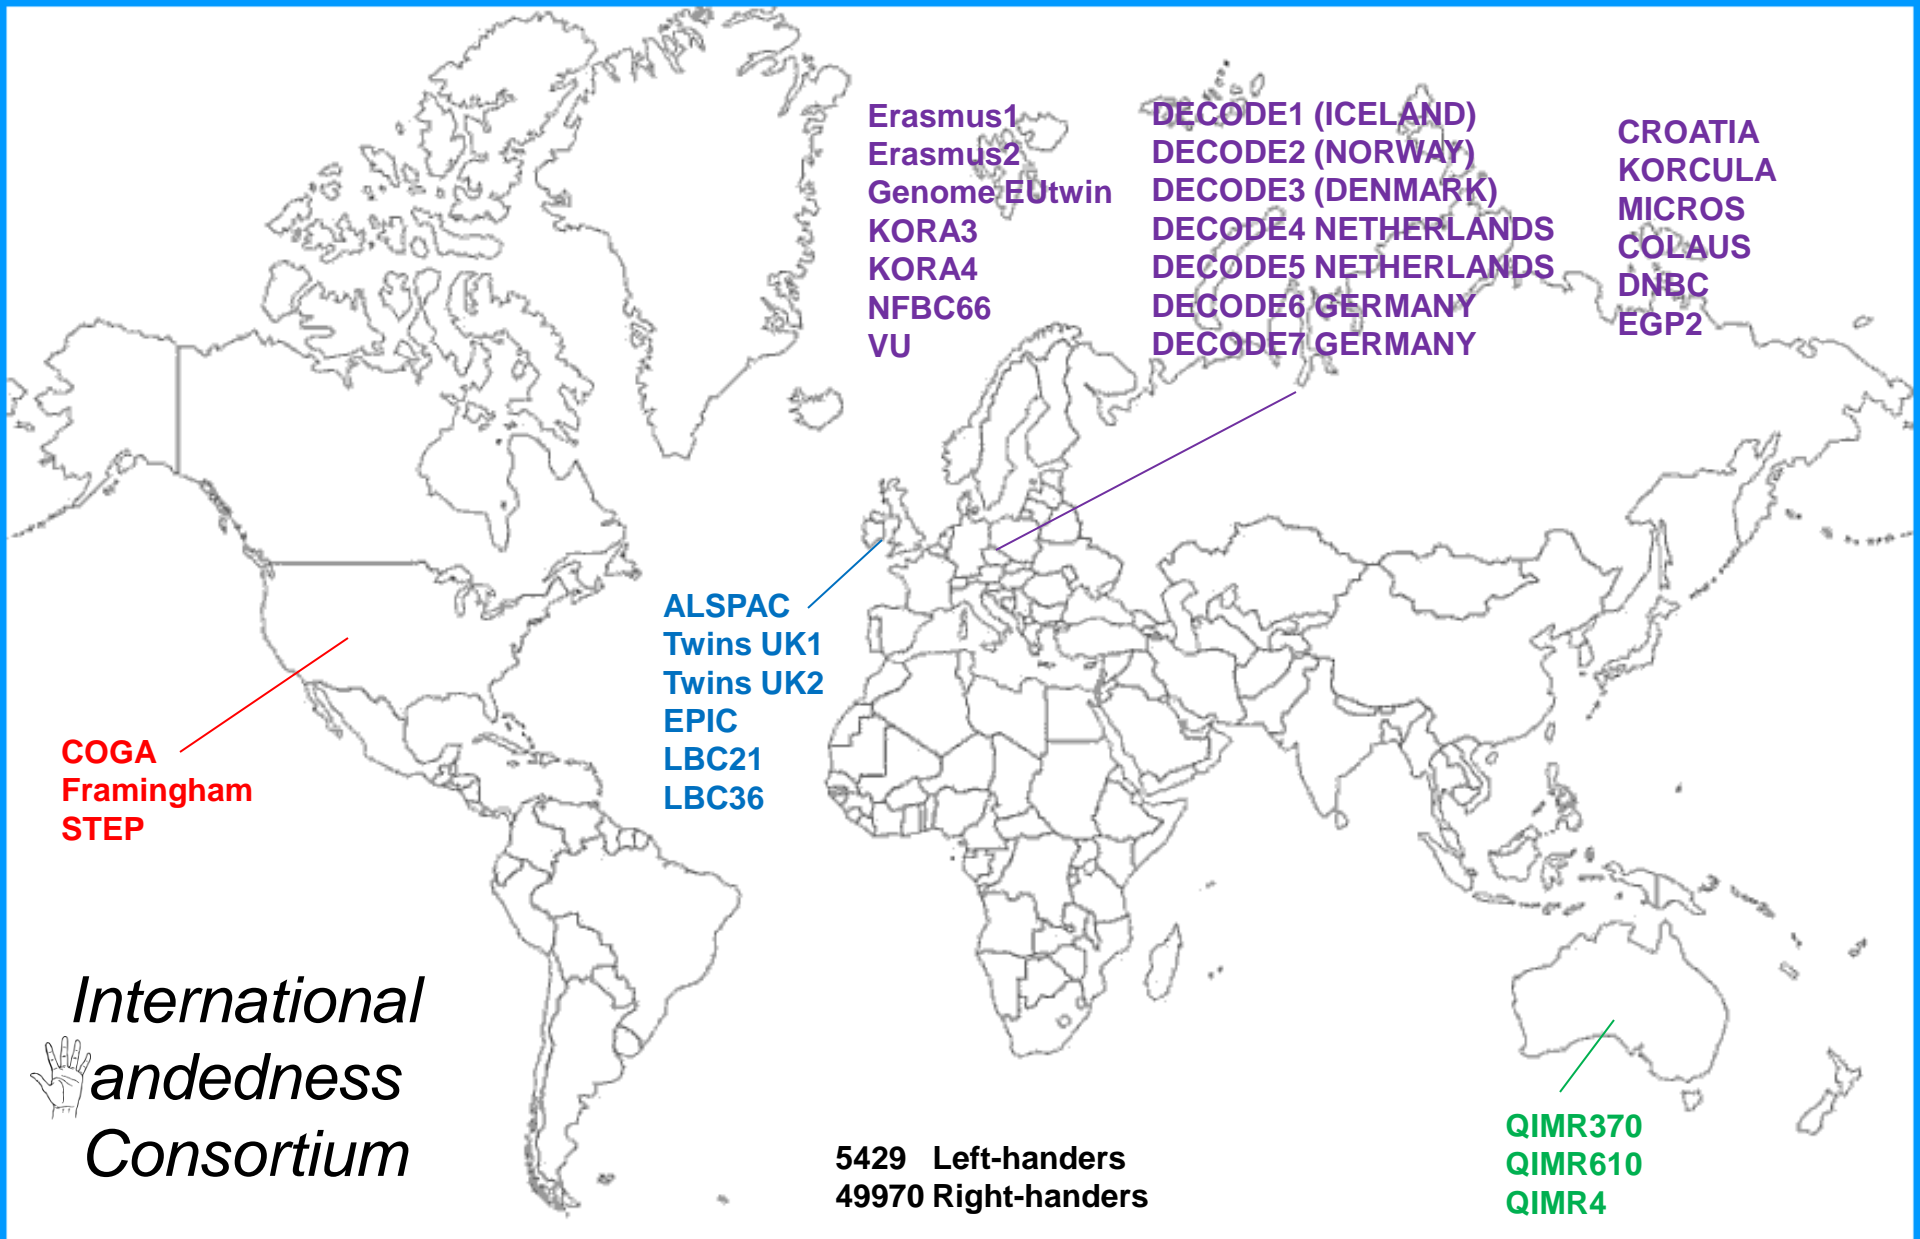 Erasmus1
Erasmus2
Genome EUtwin
KORA3
KORA4
NFBC66
VU
DECODE1 (ICELAND)
DECODE2 (NORWAY)
DECODE3 (DENMARK)
DECODE4 NETHERLANDS
DECODE5 NETHERLANDS
DECODE6 GERMANY
DECODE7 GERMANY
CROATIA
KORCULA
MICROS
COLAUS
DNBC
EGP2
ALSPAC
Twins UK1
Twins UK2
EPIC
LBC21
LBC36
COGA
Framingham
STEP
International
andedness
Consortium
5429 Left-handers
49970 Right-handers
QIMR370
QIMR610
QIMR4